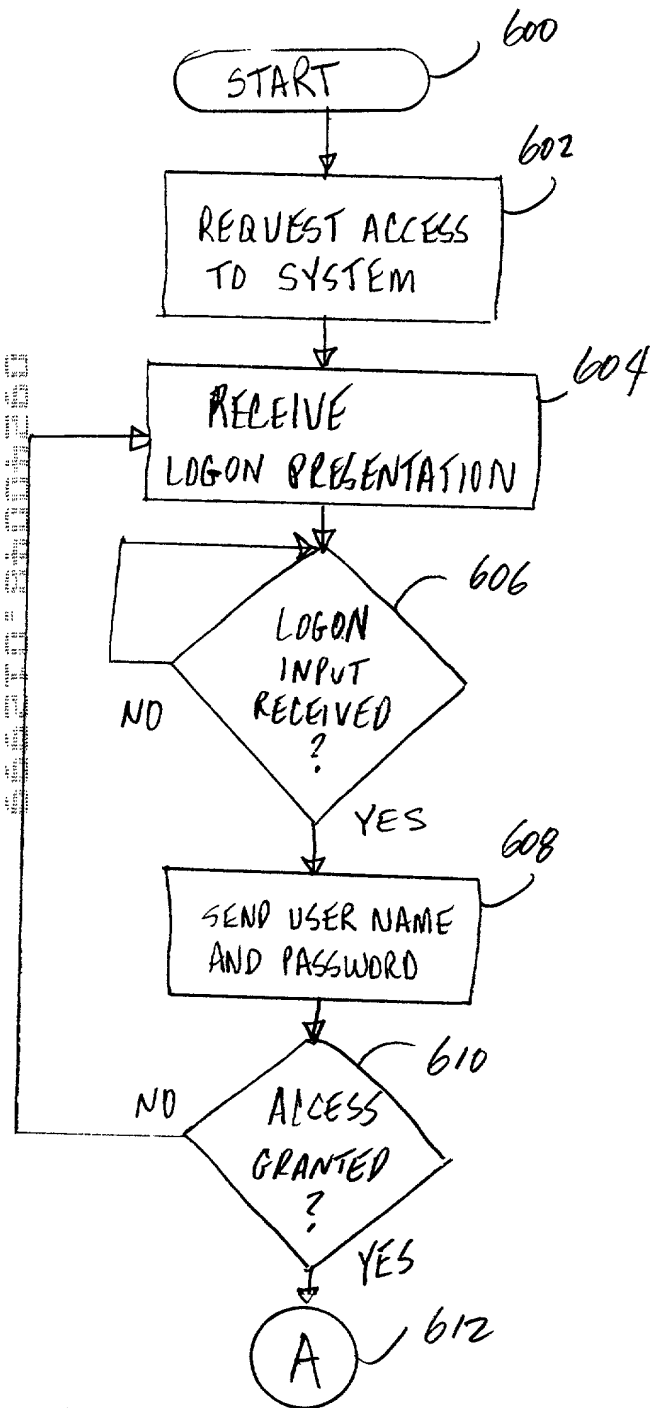 START
600
REQUEST ACCESS
TO SYSTEM
602
RECEIVE
LOGON PRESENTATION
604
LOGON
INPUT
RECEIVED
?
606
NO
YES
SEND USER NAME
AND PASSWORD
608
ACCESS
GRANTED
?
610
NO
YES
A
612